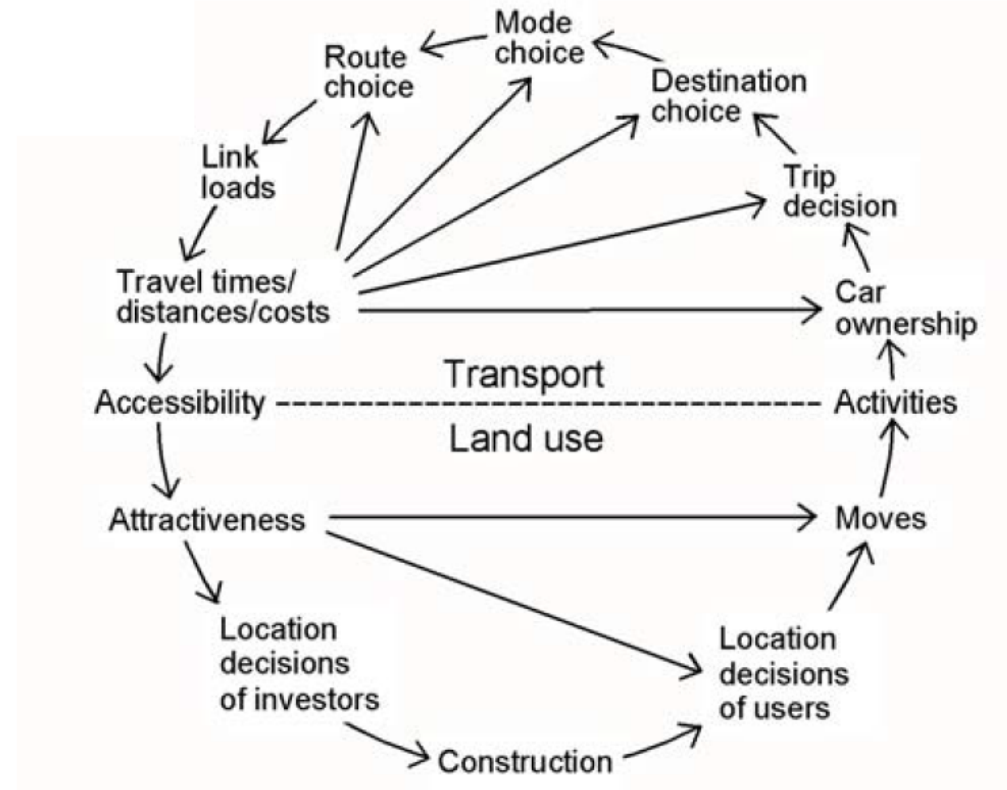 Mode
choice
Route
choice
Destination
choice
Link
loads
Trip
decision
Travel times/
distances/costs
Car
ownership
Transport
Accessibility
Activities
Land use
Attractiveness
Moves
Location
decisions
of investors
Location
decisions
of users
Construction